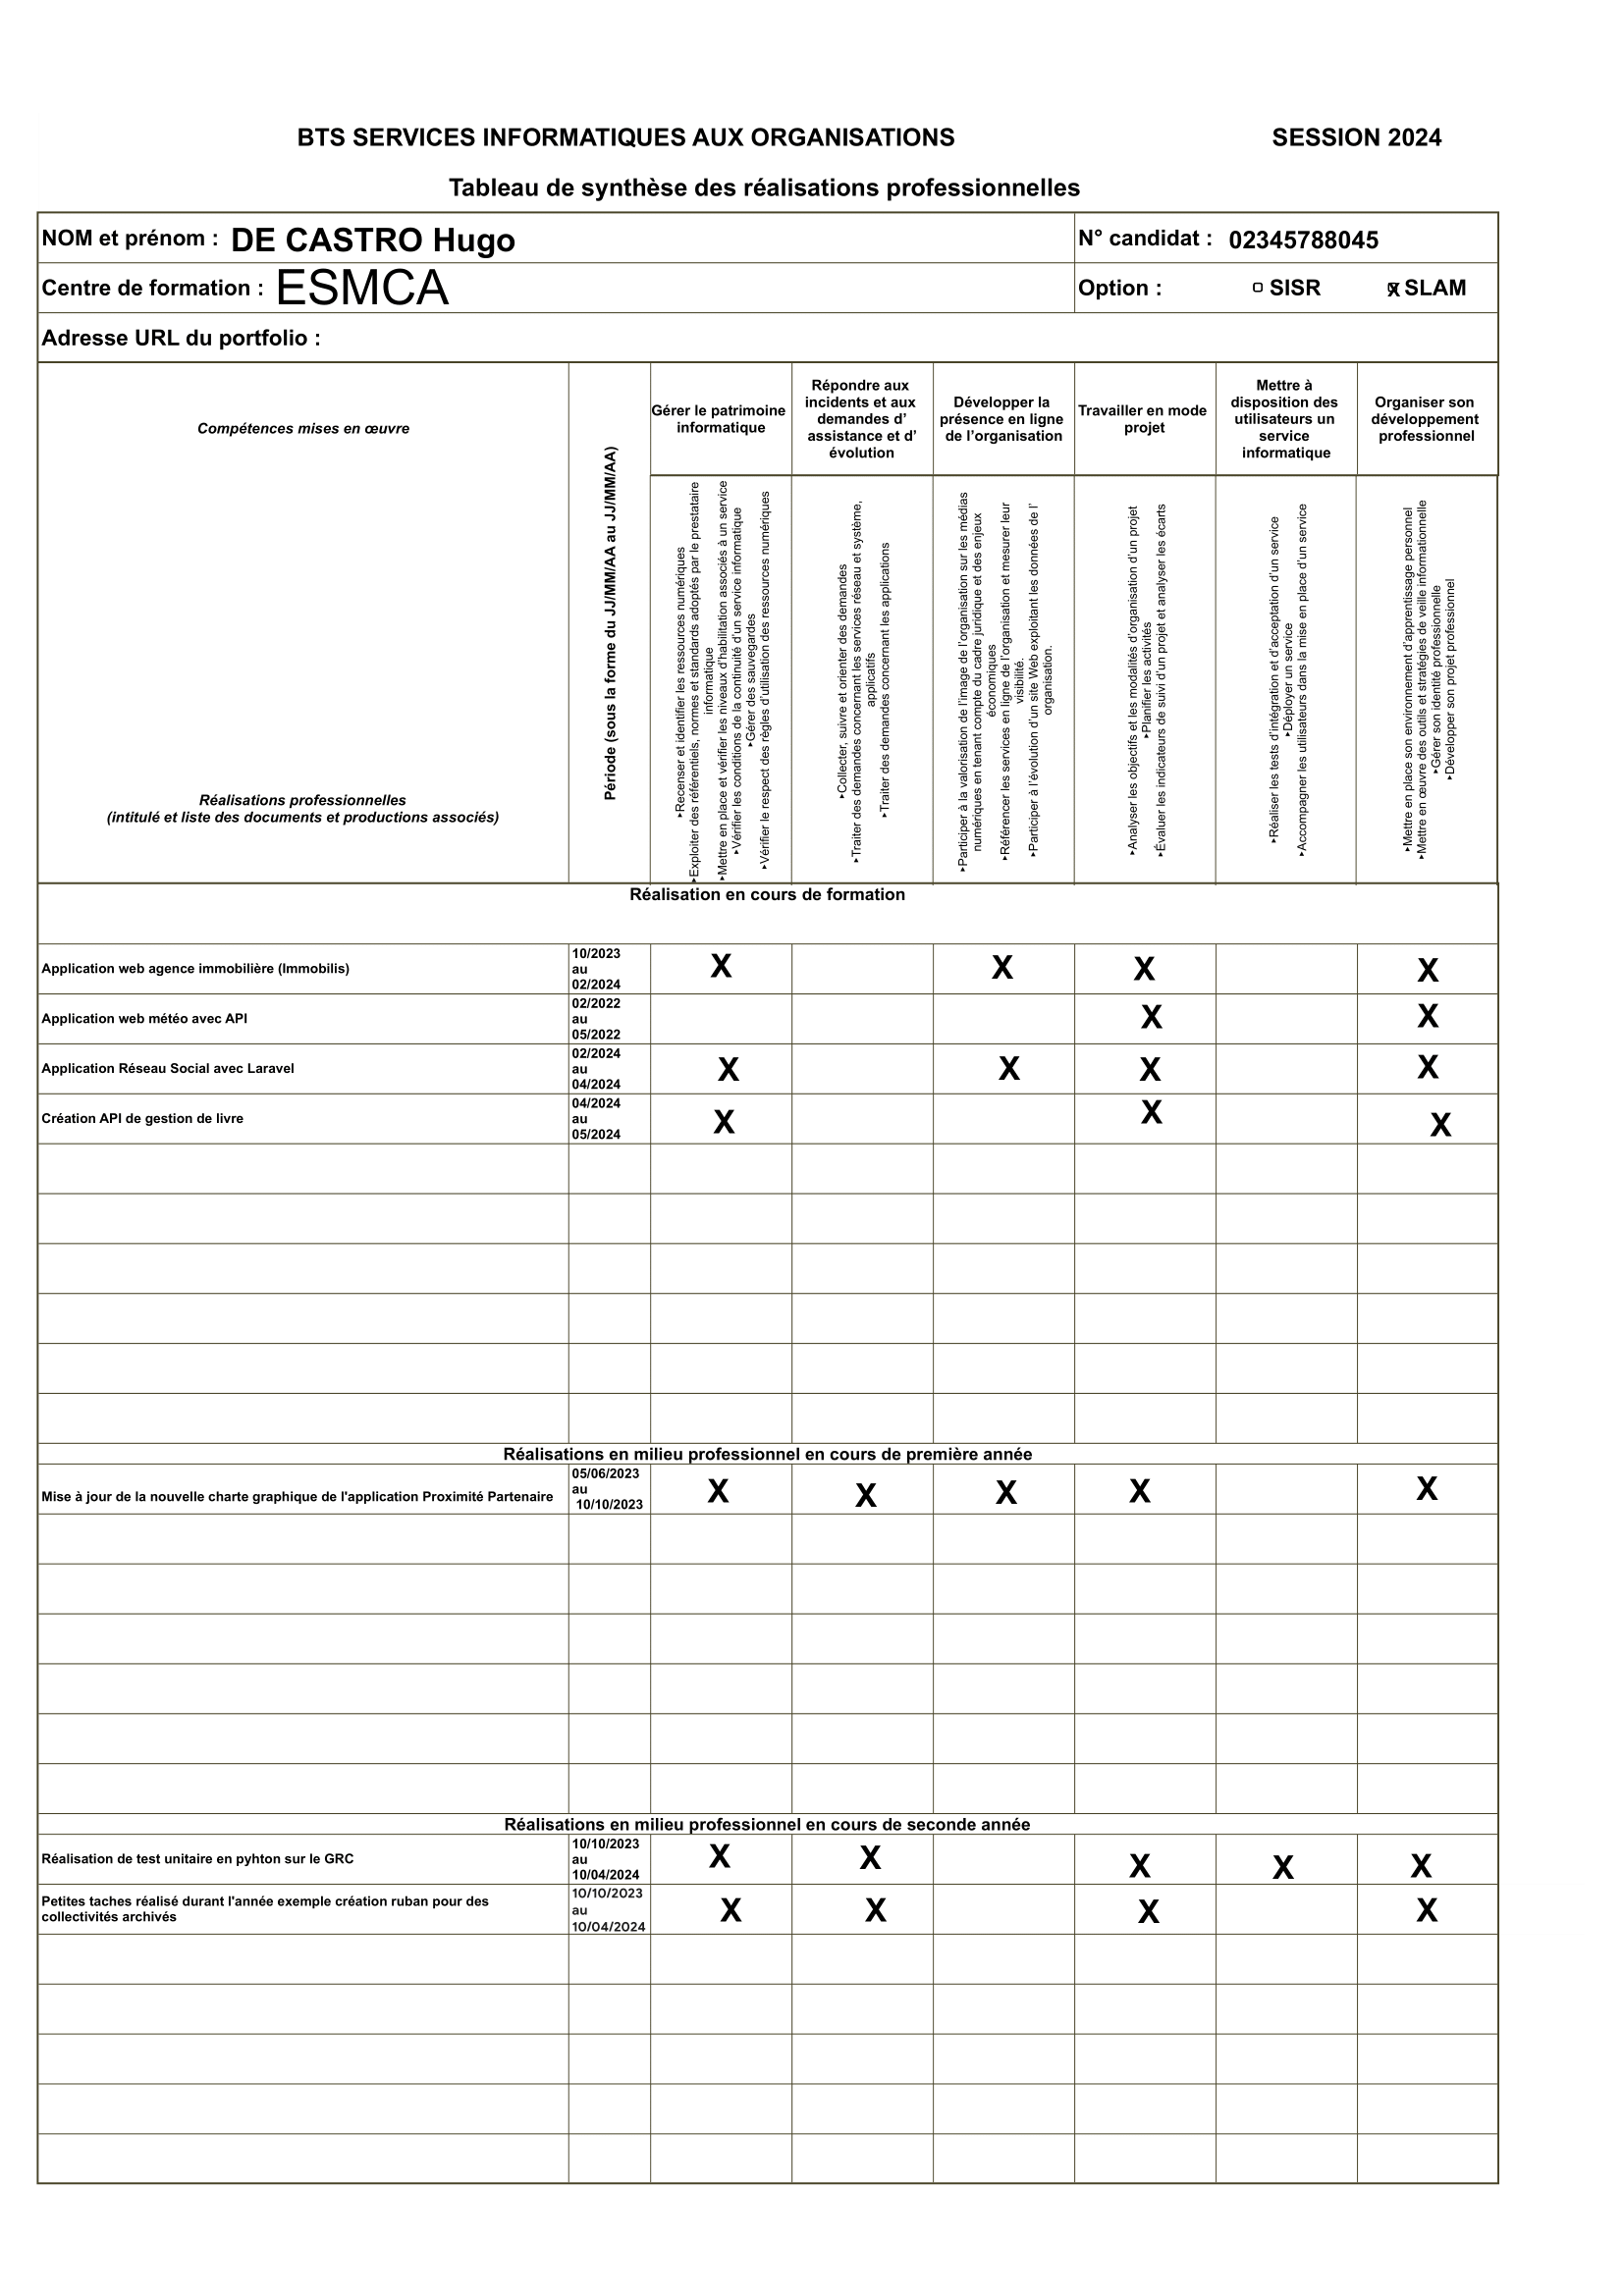 BTS SERVICES INFORMATIQUES AUX ORGANISATIONS SESSION 2024
Tableau de synthèse des réalisations professionnelles
NOM et prénom : DE CASTRO Hugo N° candidat : 02345788045
Centre de formation : ESMCA Option : SISR x SLAM
Adresse URL du portfolio :
Compétences mises en œuvre
Réalisations professionnelles
(intitulé et liste des documents et productions associés)
Période (sous la forme du JJ/MM/AA au JJ/MM/AA)
Gérer le patrimoine
informatique
Répondre aux
incidents et aux
demandes d’
assistance et d’
évolution
Développer la
présence en ligne
de l’organisation
Travailler en mode
projet
Mettre à
disposition des
utilisateurs un
service
informatique
Organiser son
développement
professionnel
▸Recenser et identifier les ressources numériques
▸Exploiter des référentiels, normes et standards adoptés par le prestataire
informatique
▸Mettre en place et vérifier les niveaux d’habilitation associés à un service
▸Vérifier les conditions de la continuité d’un service informatique
▸Gérer des sauvegardes
▸Vérifier le respect des règles d’utilisation des ressources numériques
▸Collecter, suivre et orienter des demandes
▸Traiter des demandes concernant les services réseau et système,
applicatifs
▸Traiter des demandes concernant les applications
▸Participer à la valorisation de l’image de l’organisation sur les médias
numériques en tenant compte du cadre juridique et des enjeux
économiques
▸Référencer les services en ligne de l’organisation et mesurer leur
visibilité.
▸Participer à l’évolution d’un site Web exploitant les données de l’
organisation.
▸Analyser les objectifs et les modalités d’organisation d’un projet
▸Planifier les activités
▸Évaluer les indicateurs de suivi d’un projet et analyser les écarts
▸Réaliser les tests d’intégration et d’acceptation d’un service
▸Déployer un service
▸Accompagner les utilisateurs dans la mise en place d’un service
▸Mettre en place son environnement d’apprentissage personnel
▸Mettre en œuvre des outils et stratégies de veille informationnelle
▸Gérer son identité professionnelle
▸Développer son projet professionnel
Réalisation en cours de formation
10/2023
Application web agence immobilière (Immobilis) au X X X X
02/2024
02/2022
Application web météo avec API au X X
05/2022
02/2024
Application Réseau Social avec Laravel au X X X X
04/2024
04/2024
Création API de gestion de livre au X X X
05/2024
Réalisations en milieu professionnel en cours de première année
05/06/2023
au X X X X X
Mise à jour de la nouvelle charte graphique de l'application Proximité Partenaire
10/10/2023
Réalisations en milieu professionnel en cours de seconde année
10/10/2023
Réalisation de test unitaire en pyhton sur le GRC au X X X X X
10/04/2024
10/10/2023
Petites taches réalisé durant l'année exemple création ruban pour des
au X X X X
collectivités archivés
10/04/2024